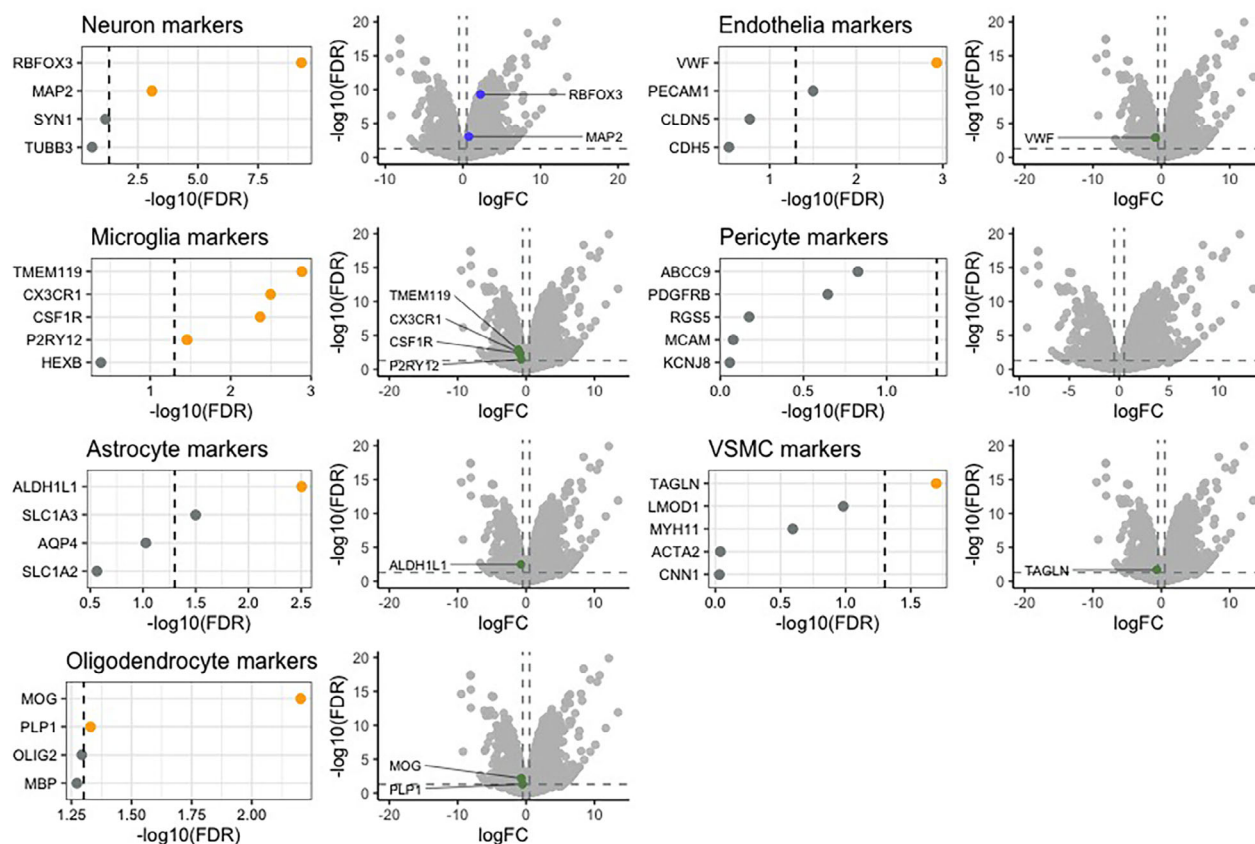 Neuron markers
RBFOX3
MAP2
SYN1
TUBB3
2.5 5.0 7.5
-log10(FDR)
-log10(FDR)
20
15
10
5
0
RBFOX3
MAP2
-10 0 10 20
logFC
Endothelia markers
VWF
PECAM1
CLDN5
CDH5
1 2 3
-log10(FDR)
-log10(FDR)
20
15
10
5
0
VWF
-20 -10 0 10
logFC
Microglia markers
TMEM119
CX3CR1
CSF1R
P2RY12
HEXB
1 2 3
-log10(FDR)
-log10(FDR)
20
15
10
5
0
TMEM119
CX3CR1
CSF1R
P2RY12
-20 -10 0 10
logFC
Pericyte markers
ABCC9
PDGFRB
RGS5
MCAM
KCNJ8
0.0 0.5 1.0
-log10(FDR)
-log10(FDR)
20
15
10
5
0
-10 -5 0 5 10
logFC
Astrocyte markers
ALDH1L1
SLC1A3
AQP4
SLC1A2
0.5 1.0 1.5 2.0 2.5
-log10(FDR)
-log10(FDR)
20
15
10
5
0
ALDH1L1
-20 -10 0 10
logFC
VSMC markers
TAGLN
LMOD1
MYH11
ACTA2
CNN1
0.0 0.5 1.0 1.5
-log10(FDR)
-log10(FDR)
20
15
10
5
0
TAGLN
-20 -10 0 10
logFC
Oligodendrocyte markers
MOG
PLP1
OLIG2
MBP
1.25 1.50 1.75 2.00
-log10(FDR)
-log10(FDR)
20
15
10
5
0
MOG
PLP1
-20 -10 0 10
logFC